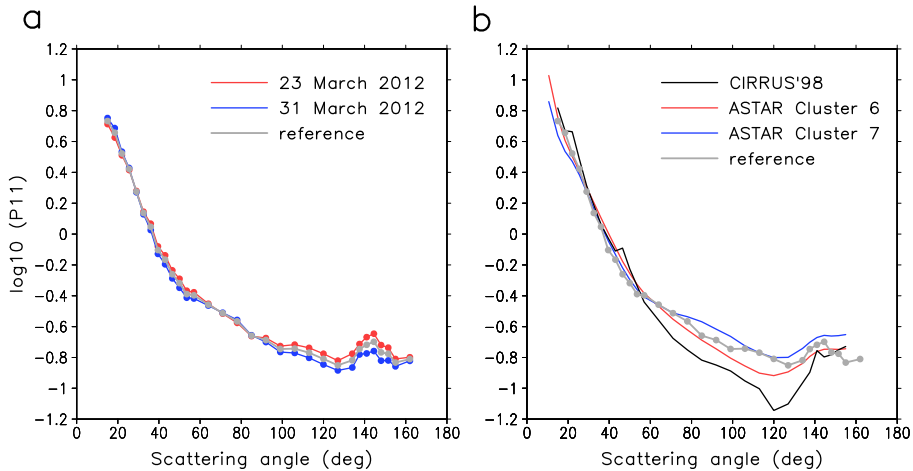 a
1.2
1
0.8
0.6
0.4
0.2
0
−0.2
−0.4
−0.6
−0.8
−1
−1.2
log10 (P11)
23 March 2012
31 March 2012
reference
0 20 40 60 80 100 120 140 160 180
Scattering angle (deg)
b
1.2
1
0.8
0.6
0.4
0.2
0
−0.2
−0.4
−0.6
−0.8
−1
−1.2
CIRRUS'98
ASTAR Cluster 6
ASTAR Cluster 7
reference
0 20 40 60 80 100 120 140 160 180
Scattering angle (deg)